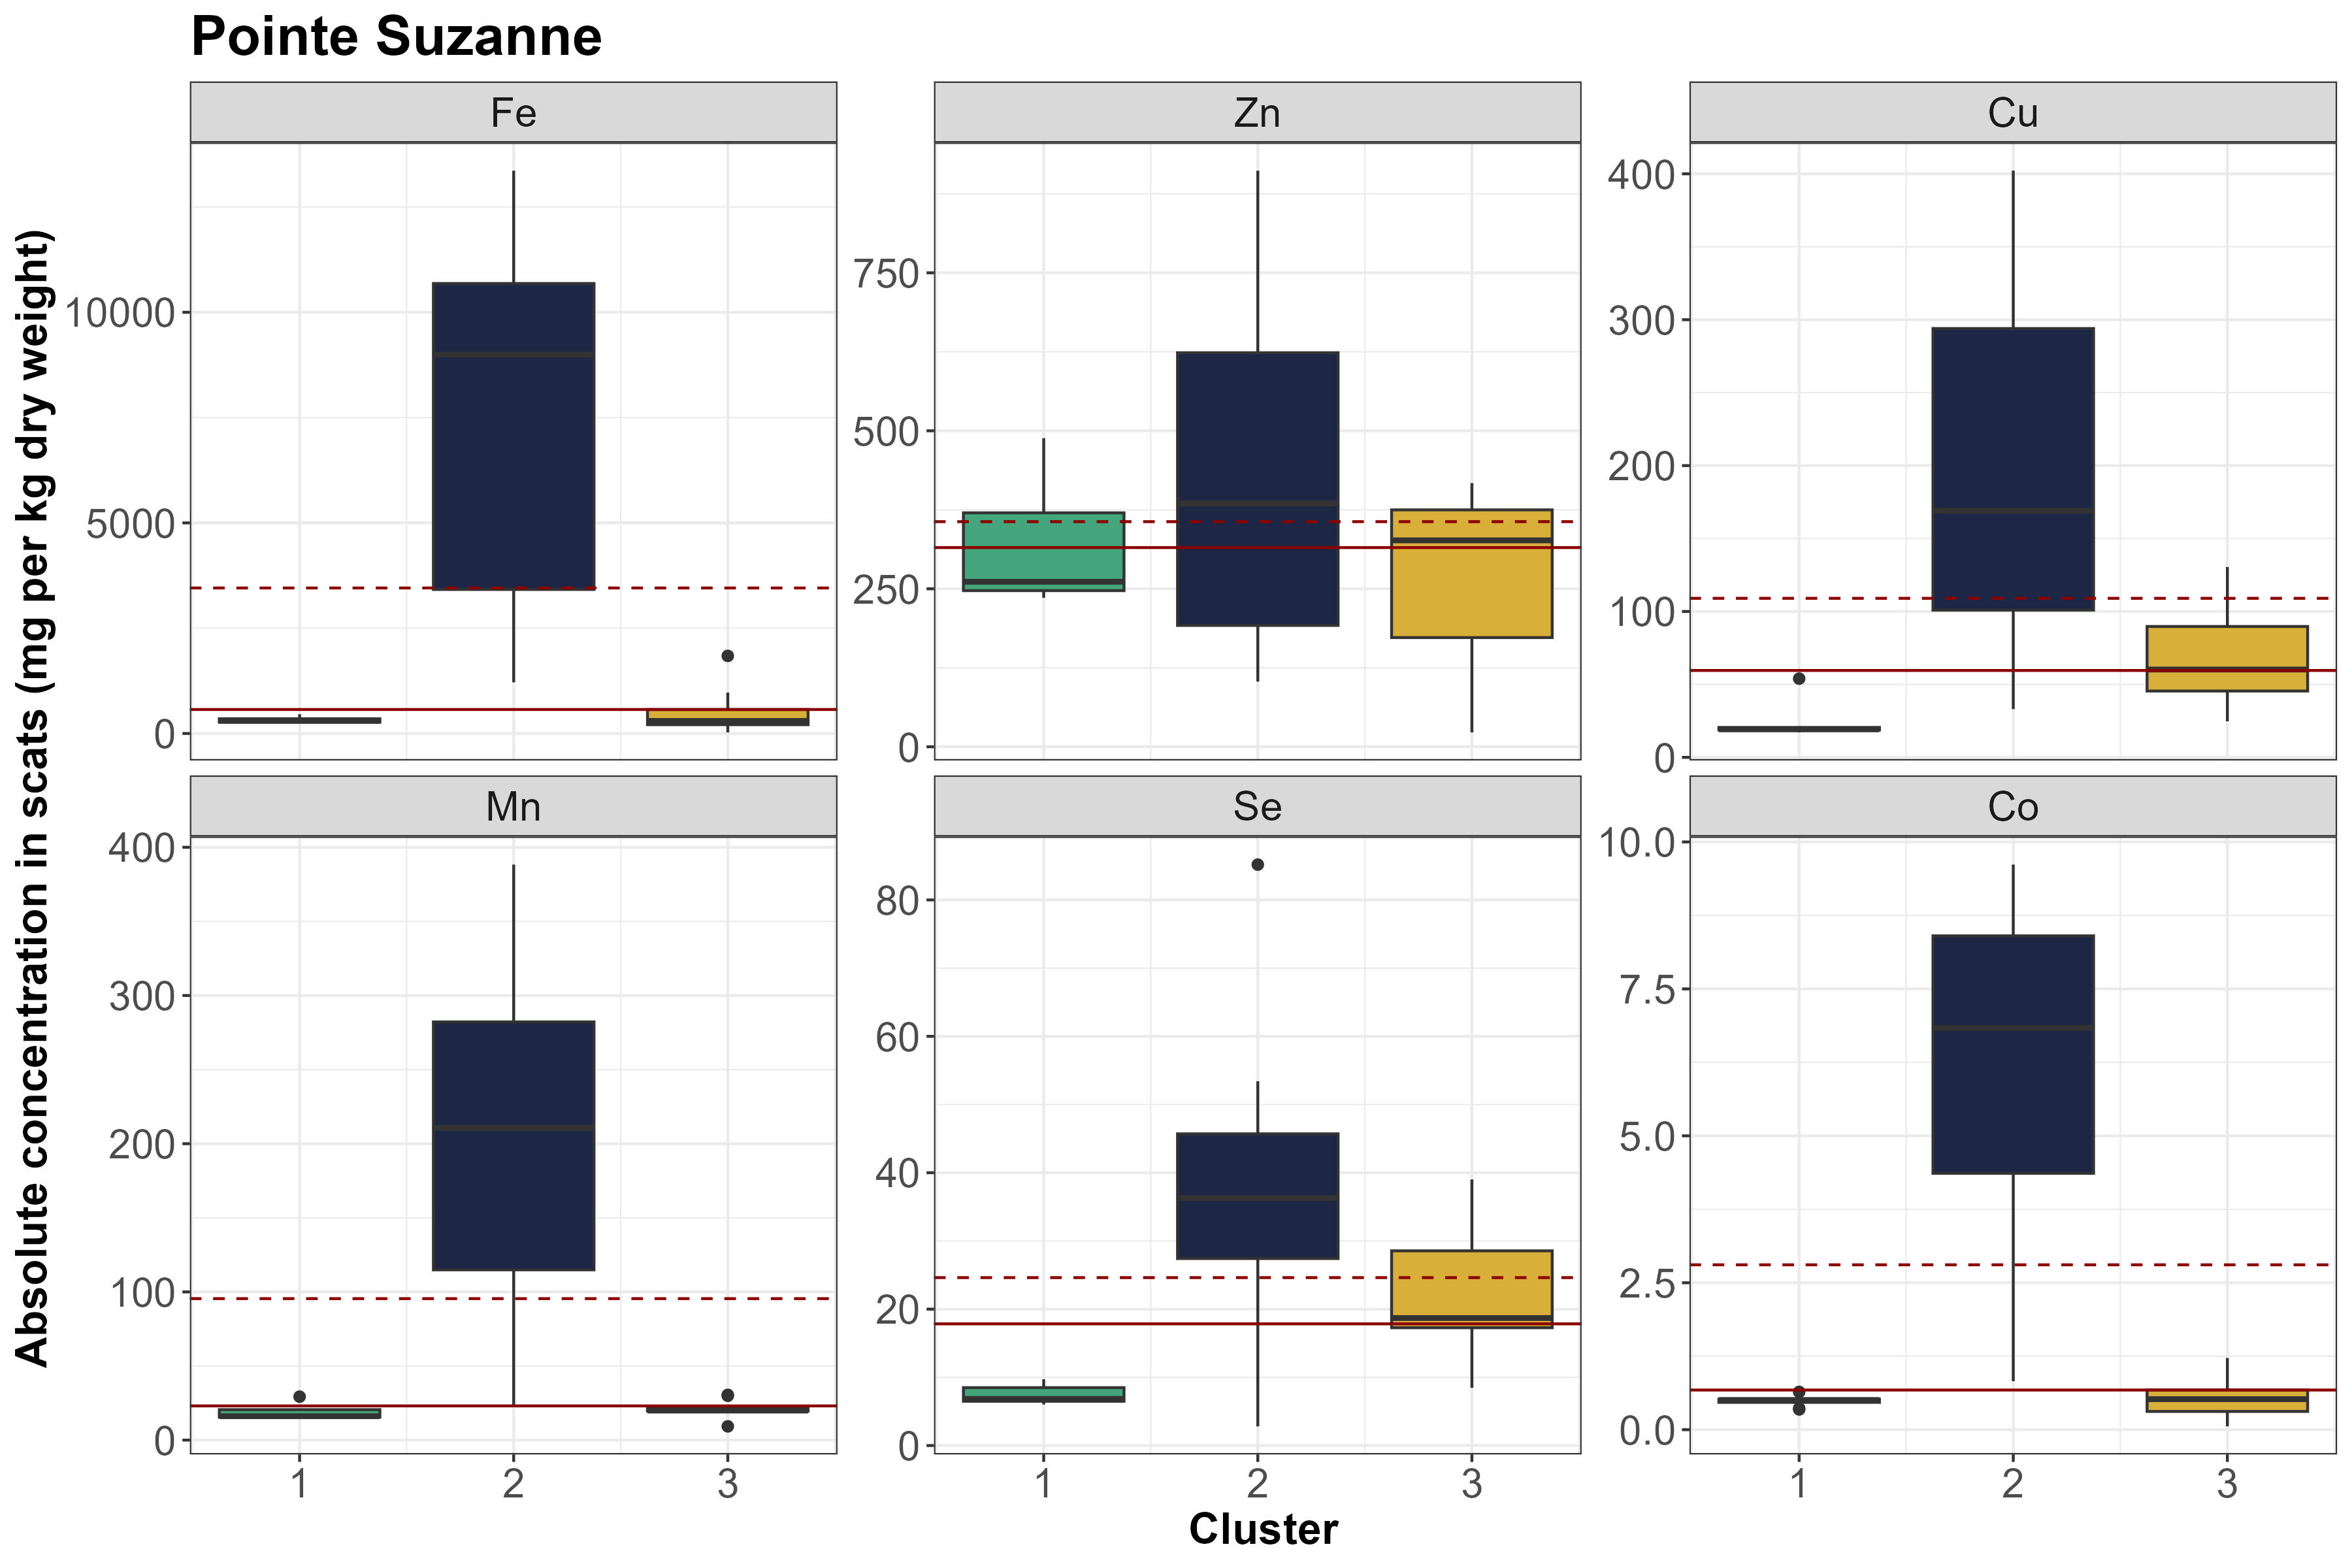 Pointe Suzanne
Absolute concentration in scats (mg per kg dry weight)
Fe
10000
5000
0
Zn
750
500
250
0
Cu
400
300
200
100
0
Mn
400
300
200
100
0
1 2 3
Se
80
60
40
20
0
1 2 3
Co
10.0
7.5
5.0
2.5
0.0
1 2 3
Cluster